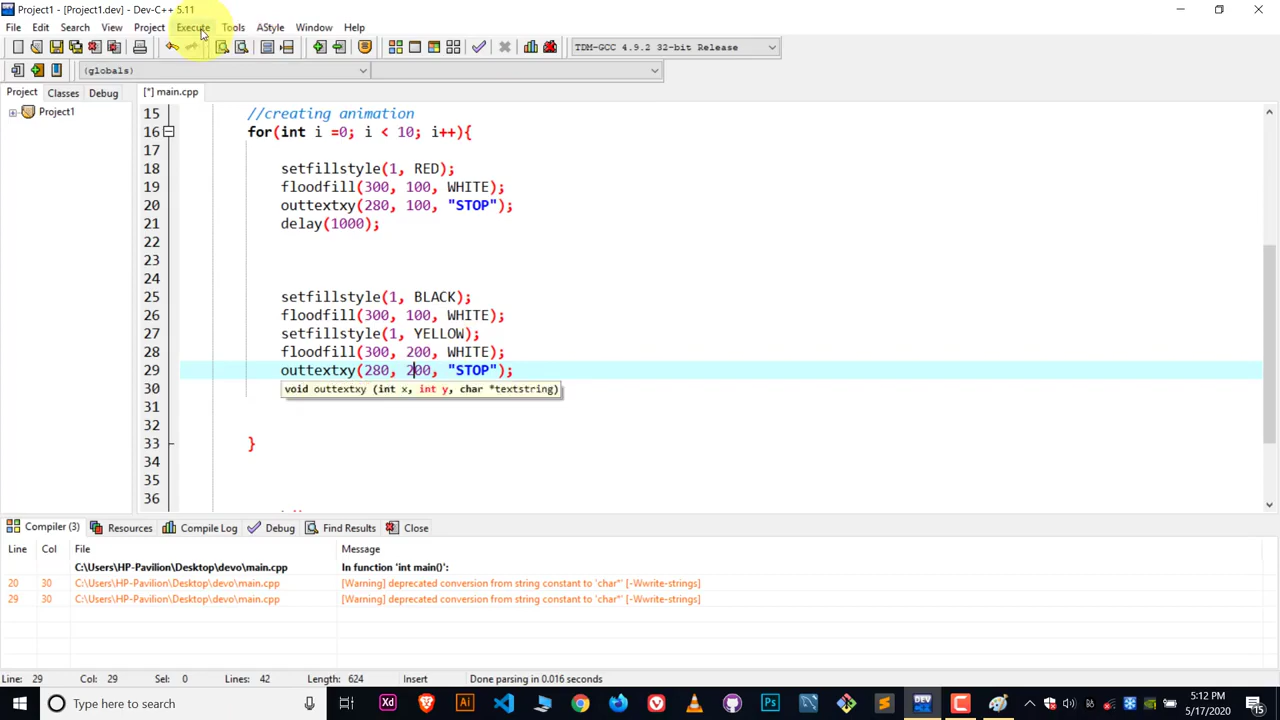 Project1 - [Project1.dev] - Dev-C++ 5.11
File Edit Search View Project Execute Tools AStyle Window Help
TDM-GCC 4.9.2 32-bit Release
(globals)
Project Classes Debug
[*] main.cpp
Project1
15 //creating animation
16 for(int i =0; i < 10; i++){
17
18 setfillstyle(1, RED);
19 floodfill(300, 100, WHITE);
20 outtextxy(280, 100, "STOP");
21 delay(1000);
22
23
24
25 setfillstyle(1, BLACK);
26 floodfill(300, 100, WHITE);
27 setfillstyle(1, YELLOW);
28 floodfill(300, 200, WHITE);
29 outtextxy(280, 200, "STOP");
30 void outtextxy (int x, int y, char *textstring)
31
32
33 }
34
35
36
Compiler (3) Resources Compile Log Debug Find Results Close
Line Col File Message
C:\Users\HP-Pavilion\Desktop\devo\main.cpp In function 'int main()':
20 30 C:\Users\HP-Pavilion\Desktop\devo\main.cpp [Warning] deprecated conversion from string constant to 'char*' [-Wwrite-strings]
29 30 C:\Users\HP-Pavilion\Desktop\devo\main.cpp [Warning] deprecated conversion from string constant to 'char*' [-Wwrite-strings]
Line: 29 Col: 29 Sel: 0 Lines: 42 Length: 624 Insert Done parsing in 0.016 seconds
Type here to search
5:12 PM
5/17/2020